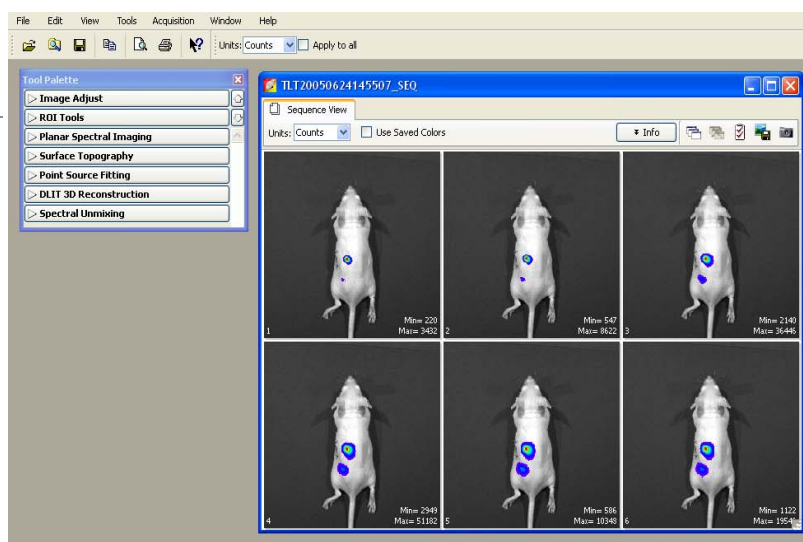 File Edit View Tools Acquisition Window Help
Units: Counts Apply to all
Tool Palette
Image Adjust
ROI Tools
Planar Spectral Imaging
Surface Topography
Point Source Fitting
DLIT 3D Reconstruction
Spectral Unmixing
TLT20050624145507_SEQ
Sequence View
Units: Counts Use Saved Colors Info
Min= 220
1 Max= 3432
Min= 547
2 Max= 8622
Min= 2140
3 Max= 36446
Min= 2949
4 Max= 51182
Min= 586
5 Max= 10348
Min= 1122
6 Max= 1954